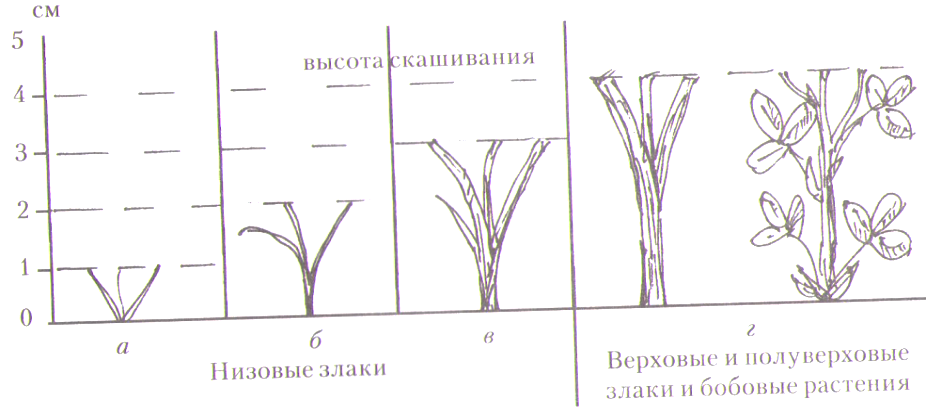 см
5
высота скашивания
4
3
2
1
0
а
б
в
г
Низовые злаки
Верховые и полуверховые
злаки и бобовые растения